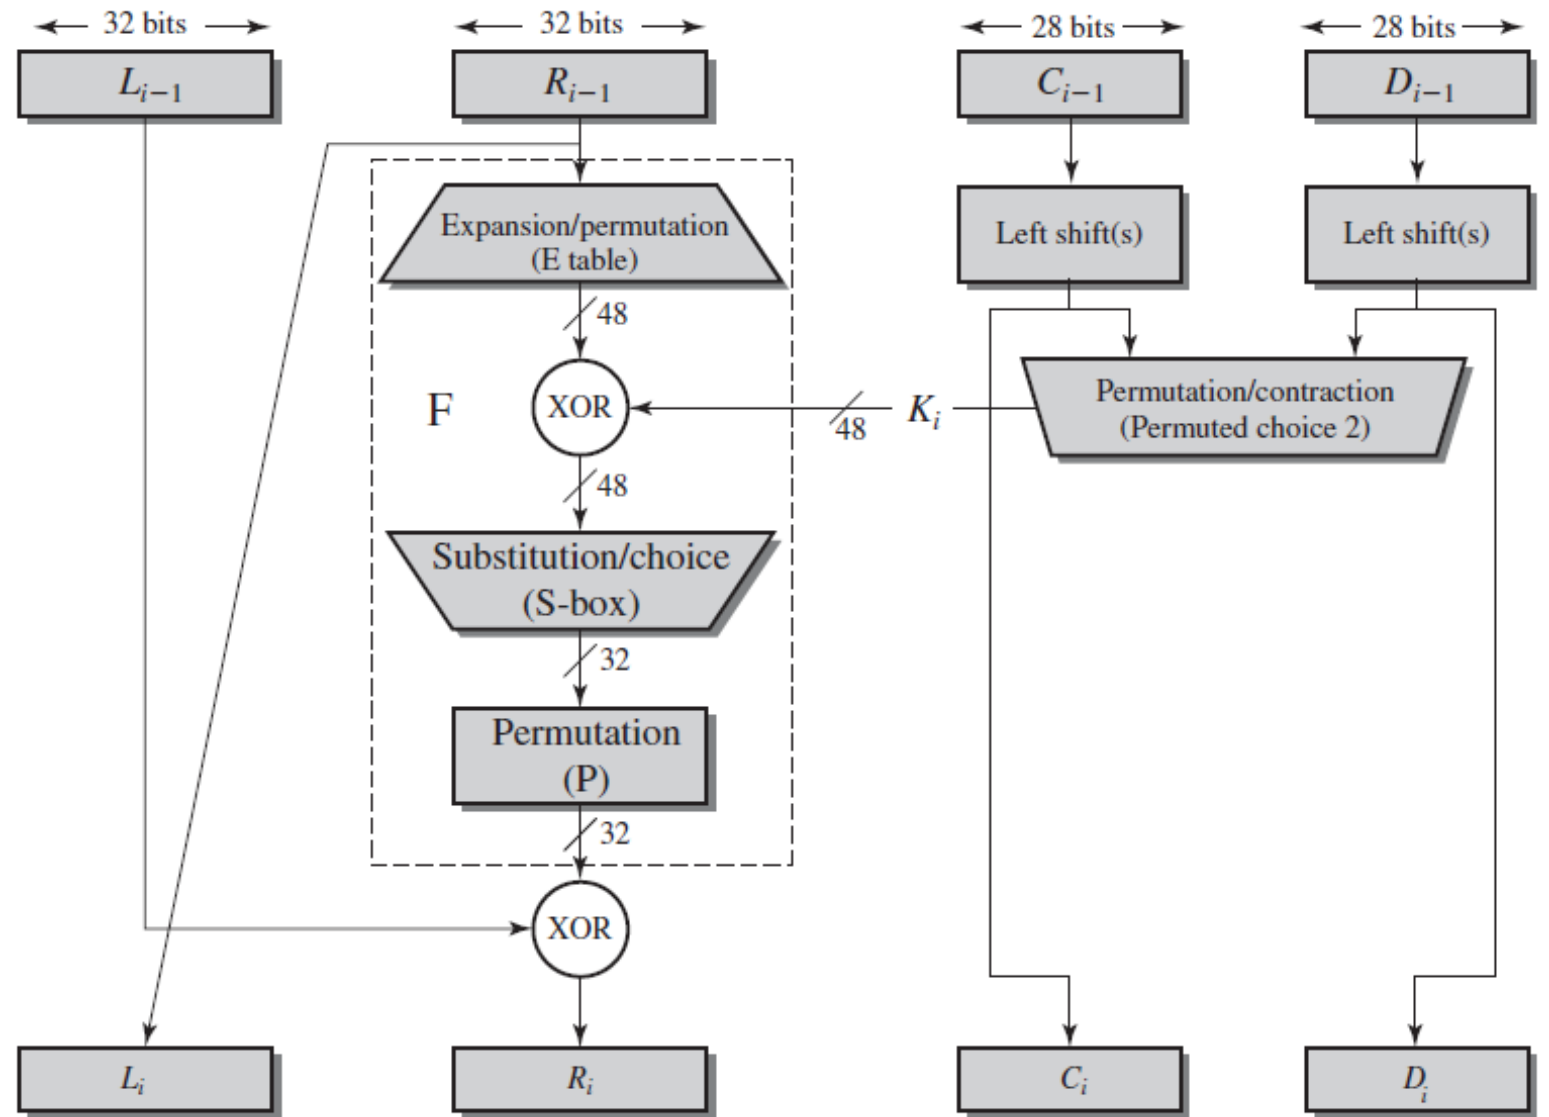 32 bits
32 bits
28 bits
28 bits
L_{i−1}
R_{i−1}
C_{i−1}
D_{i−1}
Expansion/permutation
(E table)
Left shift(s)
Left shift(s)
48
F
XOR
48
K_i
Permutation/contraction
(Permuted choice 2)
48
Substitution/choice
(S-box)
32
Permutation
(P)
32
XOR
L_i
R_i
C_i
D_i